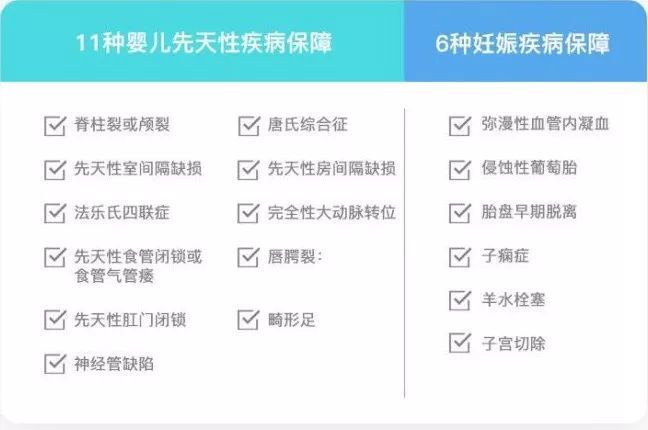 11种婴儿先天性疾病保障
6种妊娠疾病保障
脊柱裂或颅裂
唐氏综合征
弥漫性血管内凝血
先天性室间隔缺损
先天性房间隔缺损
侵蚀性葡萄胎
法乐氏四联症
完全性大动脉转位
胎盘早期脱离
先天性食管闭锁或
食管气管瘘
唇腭裂:
子痫症
先天性肛门闭锁
畸形足
羊水栓塞
神经管缺陷
子宫切除